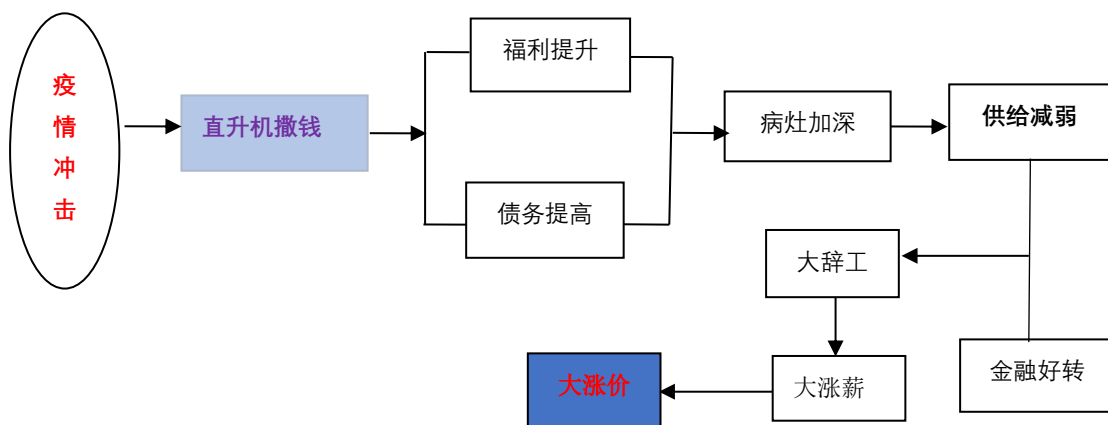 疫情冲击
直升机撒钱
福利提升
债务提高
病灶加深
供给减弱
大辞工
金融好转
大涨薪
大涨价